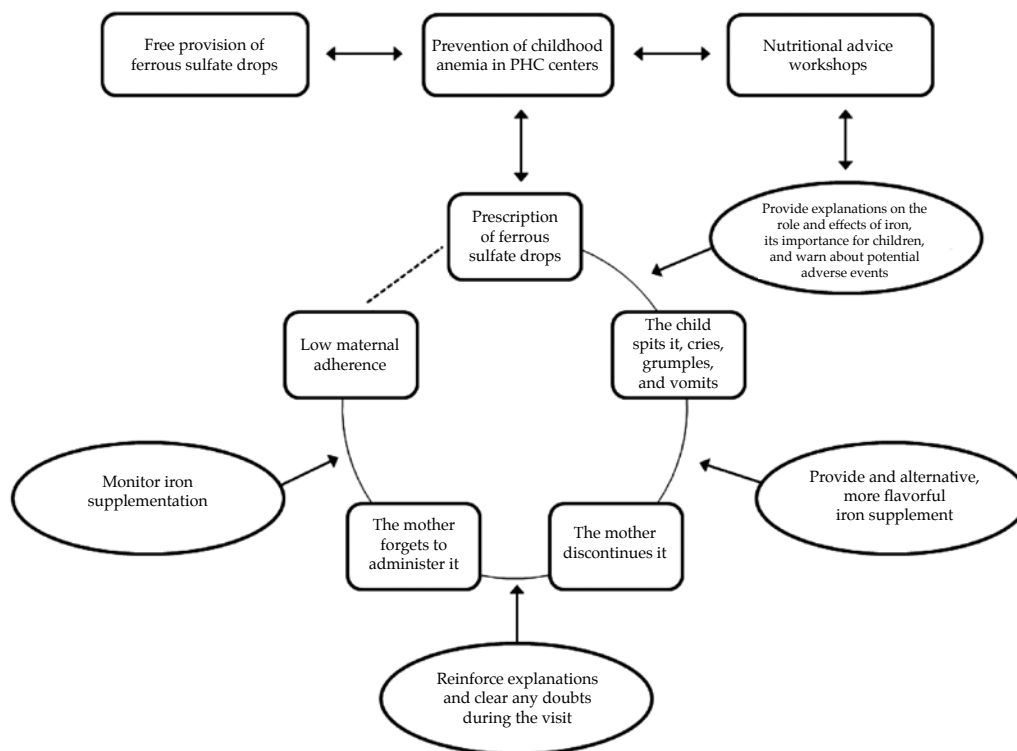 Free provision of
ferrous sulfate drops
Prevention of childhood
anemia in PHC centers
Nutritional advice
workshops
Prescription
of ferrous
sulfate drops
Provide explanations on the
role and effects of iron,
its importance for children,
and warn about potential
adverse events
Low maternal
adherence
The child
spits it, cries,
grumples,
and vomits
Monitor iron
supplementation
Provide and alternative,
more flavorful
iron supplement
The mother
forgets to
administer it
The mother
discontinues it
Reinforce explanations
and clear any doubts
during the visit